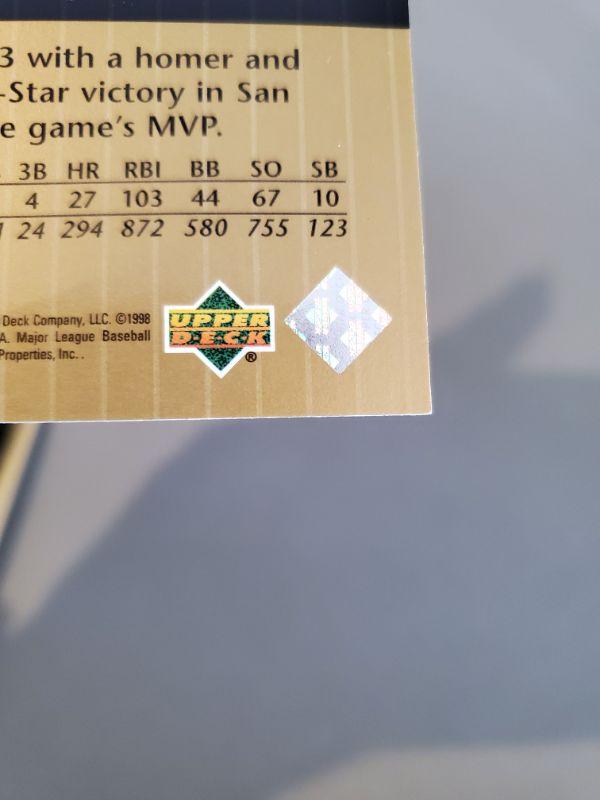 3 with a homer and
-Star victory in San
e game's MVP.
3B HR RBI BB SO SB
4 27 103 44 67 10
1 24 294 872 580 755 123
Deck Company, LLC. ©1998
A. Major League Baseball
Properties, Inc..
UPPER
DECK
®